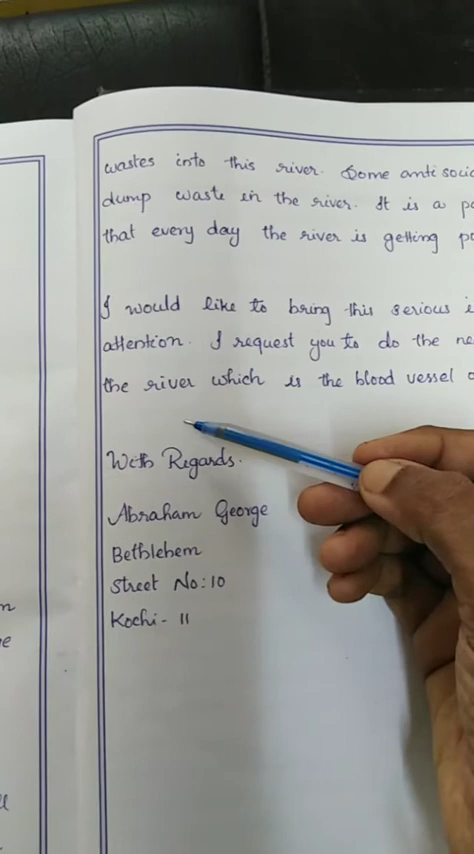 wastes into this river. Some anti
dump waste in the river. It is a
that every day the river is getting
I would like to bring this serious
attention. I request you to do the
the river which is the blood vessel
With Regards.
Abraham George
Bethlehem
Street No:10
Kochi - 11